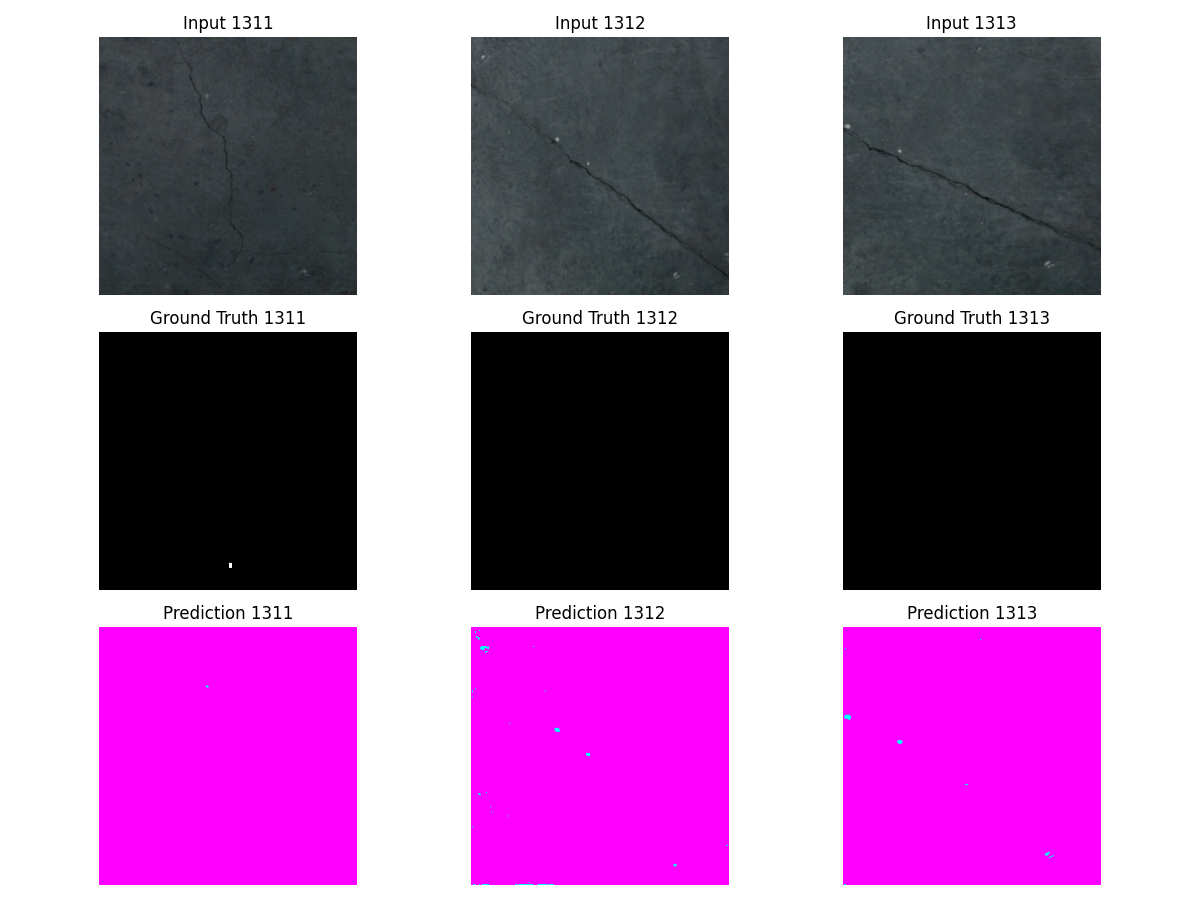 Input 1311
Input 1312
Input 1313
Ground Truth 1311
Ground Truth 1312
Ground Truth 1313
Prediction 1311
Prediction 1312
Prediction 1313